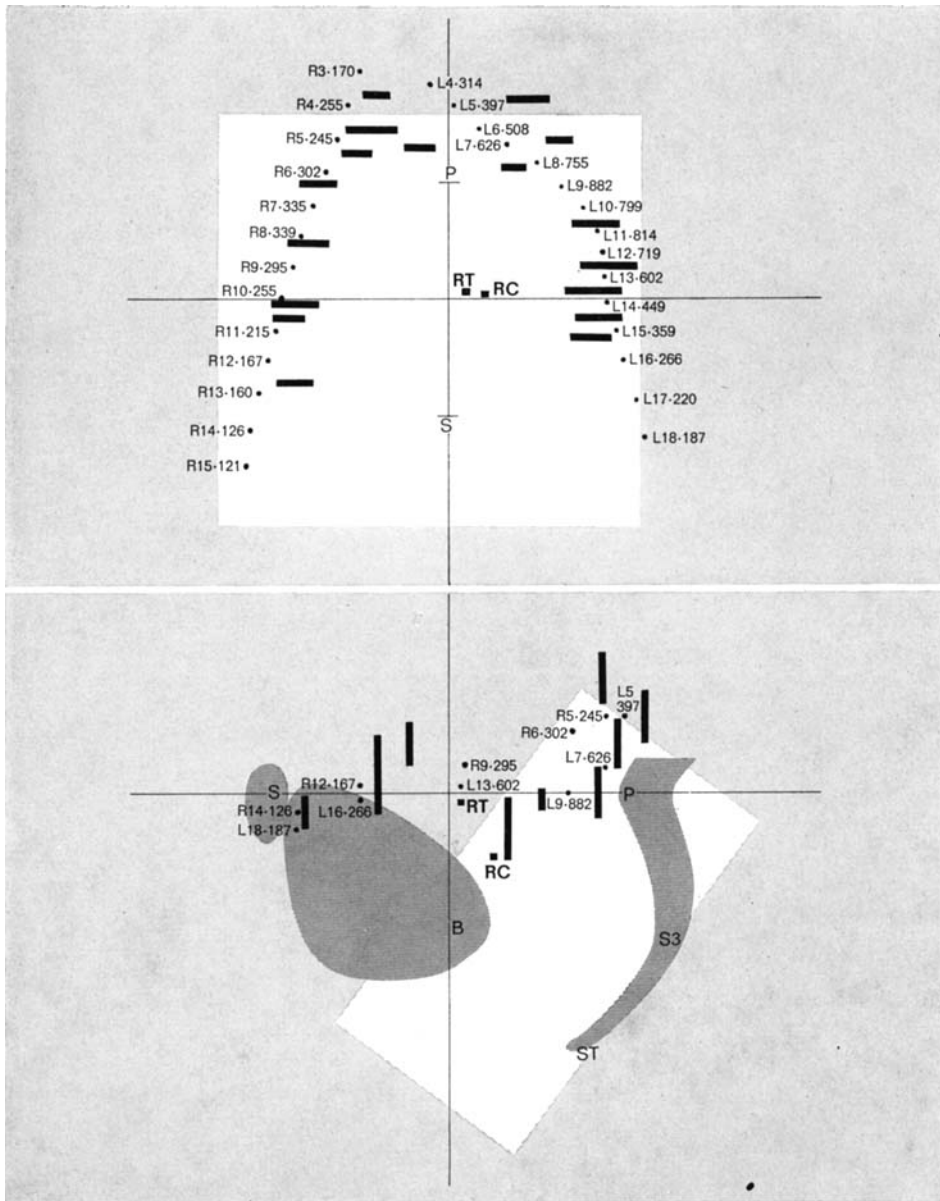 R3·170
L4·314
R4·255
L5·397
R5·245
L6·508
L7·626
L8·755
R6·302
P
L9·882
R7·335
L10·799
R8·339
L11·814
L12·719
R9·295
L13·602
RT
RC
R10·255
L14·449
R11·215
L15·359
R12·167
L16·266
R13·160
L17·220
S
R14·126
L18·187
R15·121
L5
397
R5·245
R6·302
L7·626
R9·295
R12·167
L13·602
S
P
L16·266
RT
L9·882
R14·126
L18·187
RC
B
S3
ST